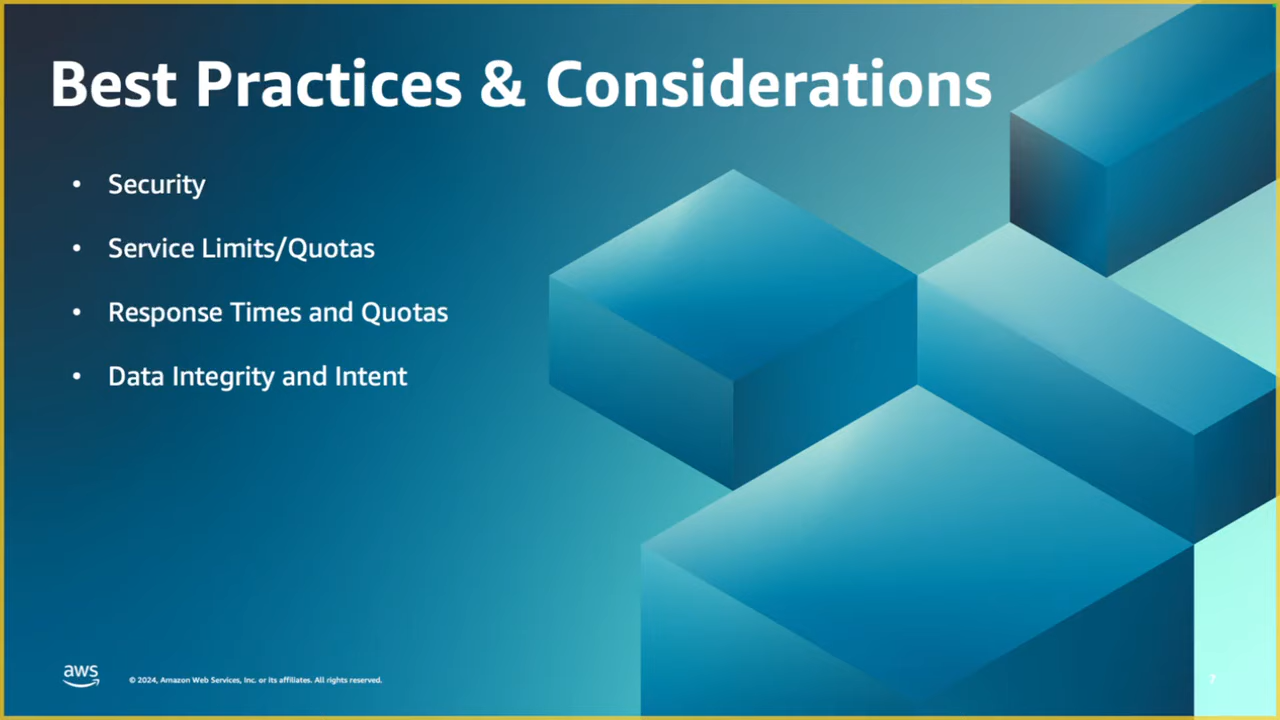 Best Practices & Considerations
• Security
• Service Limits/Quotas
• Response Times and Quotas
• Data Integrity and Intent
aws
© 2024, Amazon Web Services, Inc. or its affiliates. All rights reserved.
7